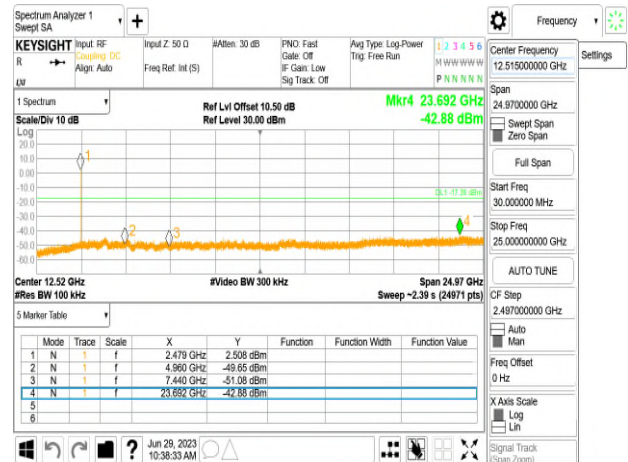 Spectrum Analyzer 1
Swept SA
Frequency
KEYSIGHT Input: RF Input Z: 50 Ω #Atten: 30 dB PNO: Fast Avg Type: Log-Power 1 2 3 4 5 6
R Coupling: DC Gate: Off Trig: Free Run
Align: Auto Freq Ref: Int (S) IF Gain: Low M W W W W W
Sig Track: Off P N N N N N
Center Frequency
12.515000000 GHz
Settings
Span
24.9700000 GHz
Swept Span
Zero Span
Full Span
Start Freq
30.000000 MHz
Stop Freq
25.000000000 GHz
AUTO TUNE
CF Step
2.497000000 GHz
Auto
Man
Freq Offset
0 Hz
X Axis Scale
Log
Lin
Signal Track
(Span Zoom)
1 Spectrum
Scale/Div 10 dB
Log
Ref Lvl Offset 10.50 dB
Ref Level 30.00 dBm
Mkr4 23.692 GHz
-42.88 dBm
20.0
10.0
0.00
-10.0
-20.0
-30.0
-40.0
-50.0
-60.0
1
2
3
4
DL1 -17.39 dBm
Center 12.52 GHz #Video BW 300 kHz Span 24.97 GHz
#Res BW 100 kHz Sweep ~2.39 s (24971 pts)
5 Marker Table
Mode Trace Scale X Y Function Function Width Function Value
1 N 1 f 2.479 GHz 2.508 dBm
2 N 1 f 4.960 GHz -49.65 dBm
3 N 1 f 7.440 GHz -51.08 dBm
4 N 1 f 23.692 GHz -42.88 dBm
5
6
Jun 29, 2023
10:38:33 AM